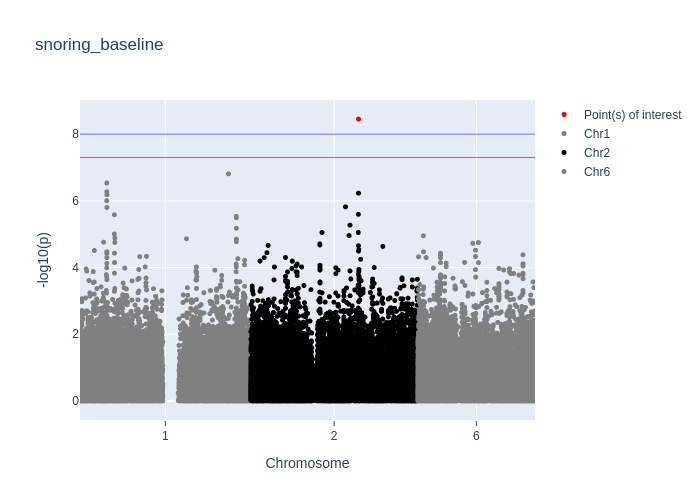 snoring_baseline
Point(s) of interest
Chr1
Chr2
Chr6
-log10(p)
8
6
4
2
0
1
2
6
Chromosome